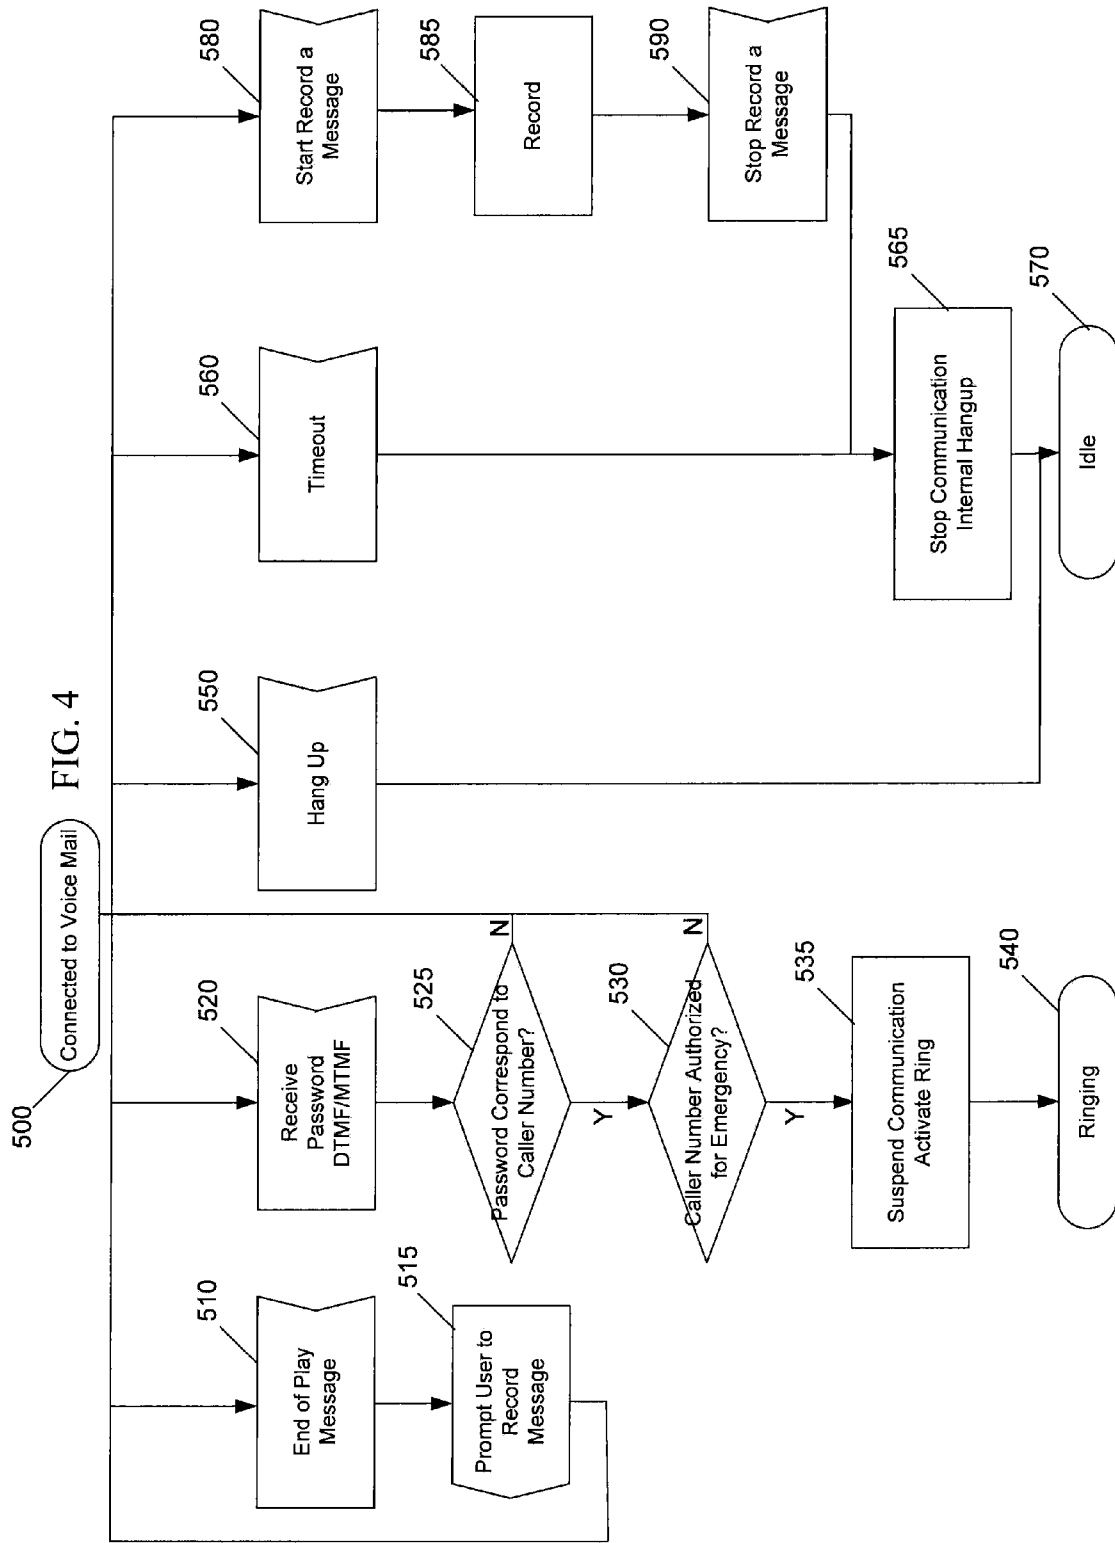 FIG. 4
500
Connected to Voice Mail
510
End of Play
Message
515
Prompt User to
Record
Message
520
Receive
Password
DTMF/MTMF
525
Password Correspond to
Caller Number?
N
Y
530
Caller Number Authorized
for Emergency?
N
Y
535
Suspend Communication
Activate Ring
540
Ringing
550
Hang Up
560
Timeout
565
Stop Communication
Internal Hangup
570
Idle
580
Start Record a
Message
585
Record
590
Stop Record a
Message